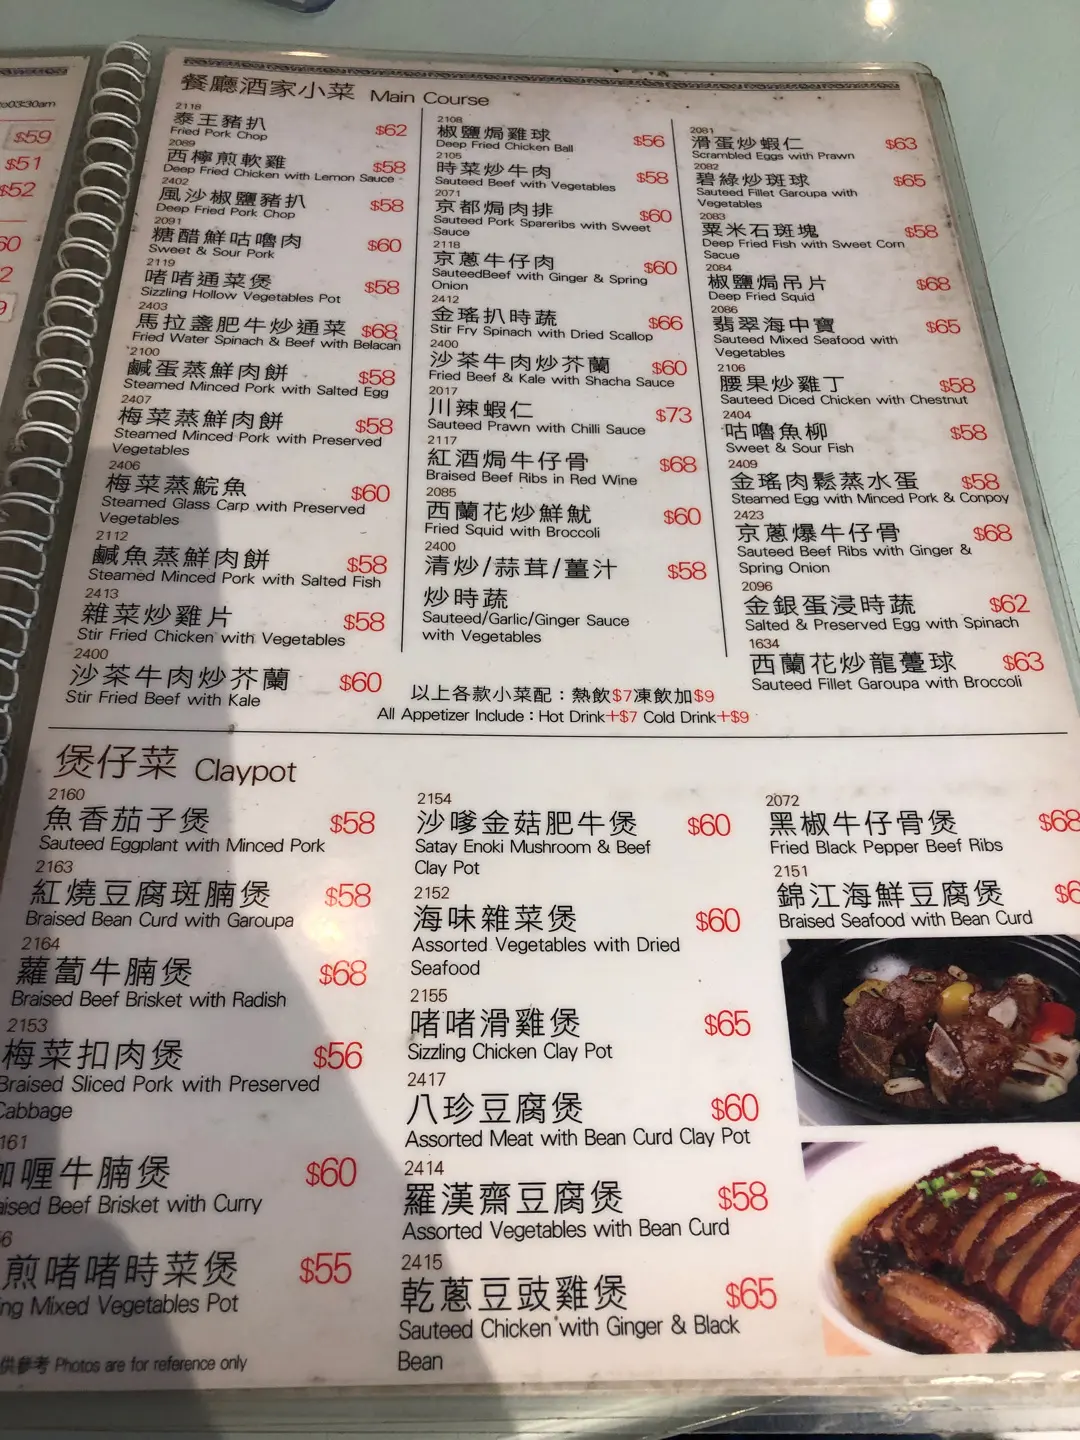 to03:30am
$59
$51
$52
餐廳酒家小菜 Main Course
2118
泰王豬扒 $62
Fried Pork Chop
2089
西檸煎軟雞 $58
Deep Fried Chicken with Lemon Sauce
2402
風沙椒鹽豬扒 $58
Deep Fried Pork Chop
2091
糖醋鮮咕嚕肉 $60
Sweet & Sour Pork
2119
啫啫通菜煲 $58
Sizzling Hollow Vegetables Pot
2403
馬拉盞肥牛炒通菜 $68
Fried Water Spinach & Beef with Belacan
2100
鹹蛋蒸鮮肉餅 $58
Steamed Minced Pork with Salted Egg
2407
梅菜蒸鮮肉餅 $58
Steamed Minced Pork with Preserved
Vegetables
2406
梅菜蒸鯇魚 $60
Steamed Glass Carp with Preserved
Vegetables
2112
鹹魚蒸鮮肉餅 $58
Steamed Minced Pork with Salted Fish
2413
雜菜炒雞片 $58
Stir Fried Chicken with Vegetables
2400
沙茶牛肉炒芥蘭 $60
Stir Fried Beef with Kale
2108
椒鹽焗雞球 $56
Deep Fried Chicken Ball
2105
時菜炒牛肉 $58
Sauteed Beef with Vegetables
2071
京都焗肉排 $60
Sauteed Pork Spareribs with Sweet
Sauce
2118
京蔥牛仔肉 $60
SauteedBeef with Ginger & Spring
Onion
2412
金瑤扒時蔬 $66
Stir Fry Spinach with Dried Scallop
2400
沙茶牛肉炒芥蘭 $60
Fried Beef & Kale with Shacha Sauce
2017
川辣蝦仁 $73
Sauteed Prawn with Chilli Sauce
2117
紅酒焗牛仔骨 $68
Braised Beef Ribs in Red Wine
2085
西蘭花炒鮮魷 $60
Fried Squid with Broccoli
2400
清炒/蒜茸/薑汁 $58
炒時蔬
Sauteed/Garlic/Ginger Sauce
with Vegetables
2081
滑蛋炒蝦仁 $63
Scrambled Eggs with Prawn
2082
碧綠炒斑球 $65
Sauteed Fillet Garoupa with
Vegetables
2083
粟米石斑塊 $58
Deep Fried Fish with Sweet Corn
Sacue
2084
椒鹽焗吊片 $68
Deep Fried Squid
2086
翡翠海中寶 $65
Sauteed Mixed Seafood with
Vegetables
2106
腰果炒雞丁 $58
Sauteed Diced Chicken with Chestnut
2404
咕嚕魚柳 $58
Sweet & Sour Fish
2409
金瑤肉鬆蒸水蛋 $58
Steamed Egg with Minced Pork & Conpoy
2423
京蔥爆牛仔骨 $68
Sauteed Beef Ribs with Ginger &
Spring Onion
2096
金銀蛋浸時蔬 $62
Salted & Preserved Egg with Spinach
1634
西蘭花炒龍躉球 $63
Sauteed Fillet Garoupa with Broccoli
以上各款小菜配：熱飲$7凍飲加$9
All Appetizer Include : Hot Drink+$7 Cold Drink+$9
煲仔菜 Claypot
2160
魚香茄子煲 $58
Sauteed Eggplant with Minced Pork
2163
紅燒豆腐斑腩煲 $58
Braised Bean Curd with Garoupa
2164
蘿蔔牛腩煲 $68
Braised Beef Brisket with Radish
2153
梅菜扣肉煲 $56
Braised Sliced Pork with Preserved
Cabbage
161
咖喱牛腩煲 $60
aised Beef Brisket with Curry
煎啫啫時菜煲 $55
ing Mixed Vegetables Pot
供參考 Photos are for reference only
2154
沙嗲金菇肥牛煲 $60
Satay Enoki Mushroom & Beef
Clay Pot
2152
海味雜菜煲 $60
Assorted Vegetables with Dried
Seafood
2155
啫啫滑雞煲 $65
Sizzling Chicken Clay Pot
2417
八珍豆腐煲 $60
Assorted Meat with Bean Curd Clay Pot
2414
羅漢齋豆腐煲 $58
Assorted Vegetables with Bean Curd
2415
乾蔥豆豉雞煲 $65
Sauteed Chicken with Ginger & Black
Bean
2072
黑椒牛仔骨煲 $68
Fried Black Pepper Beef Ribs
2151
錦江海鮮豆腐煲
Braised Seafood with Bean Curd